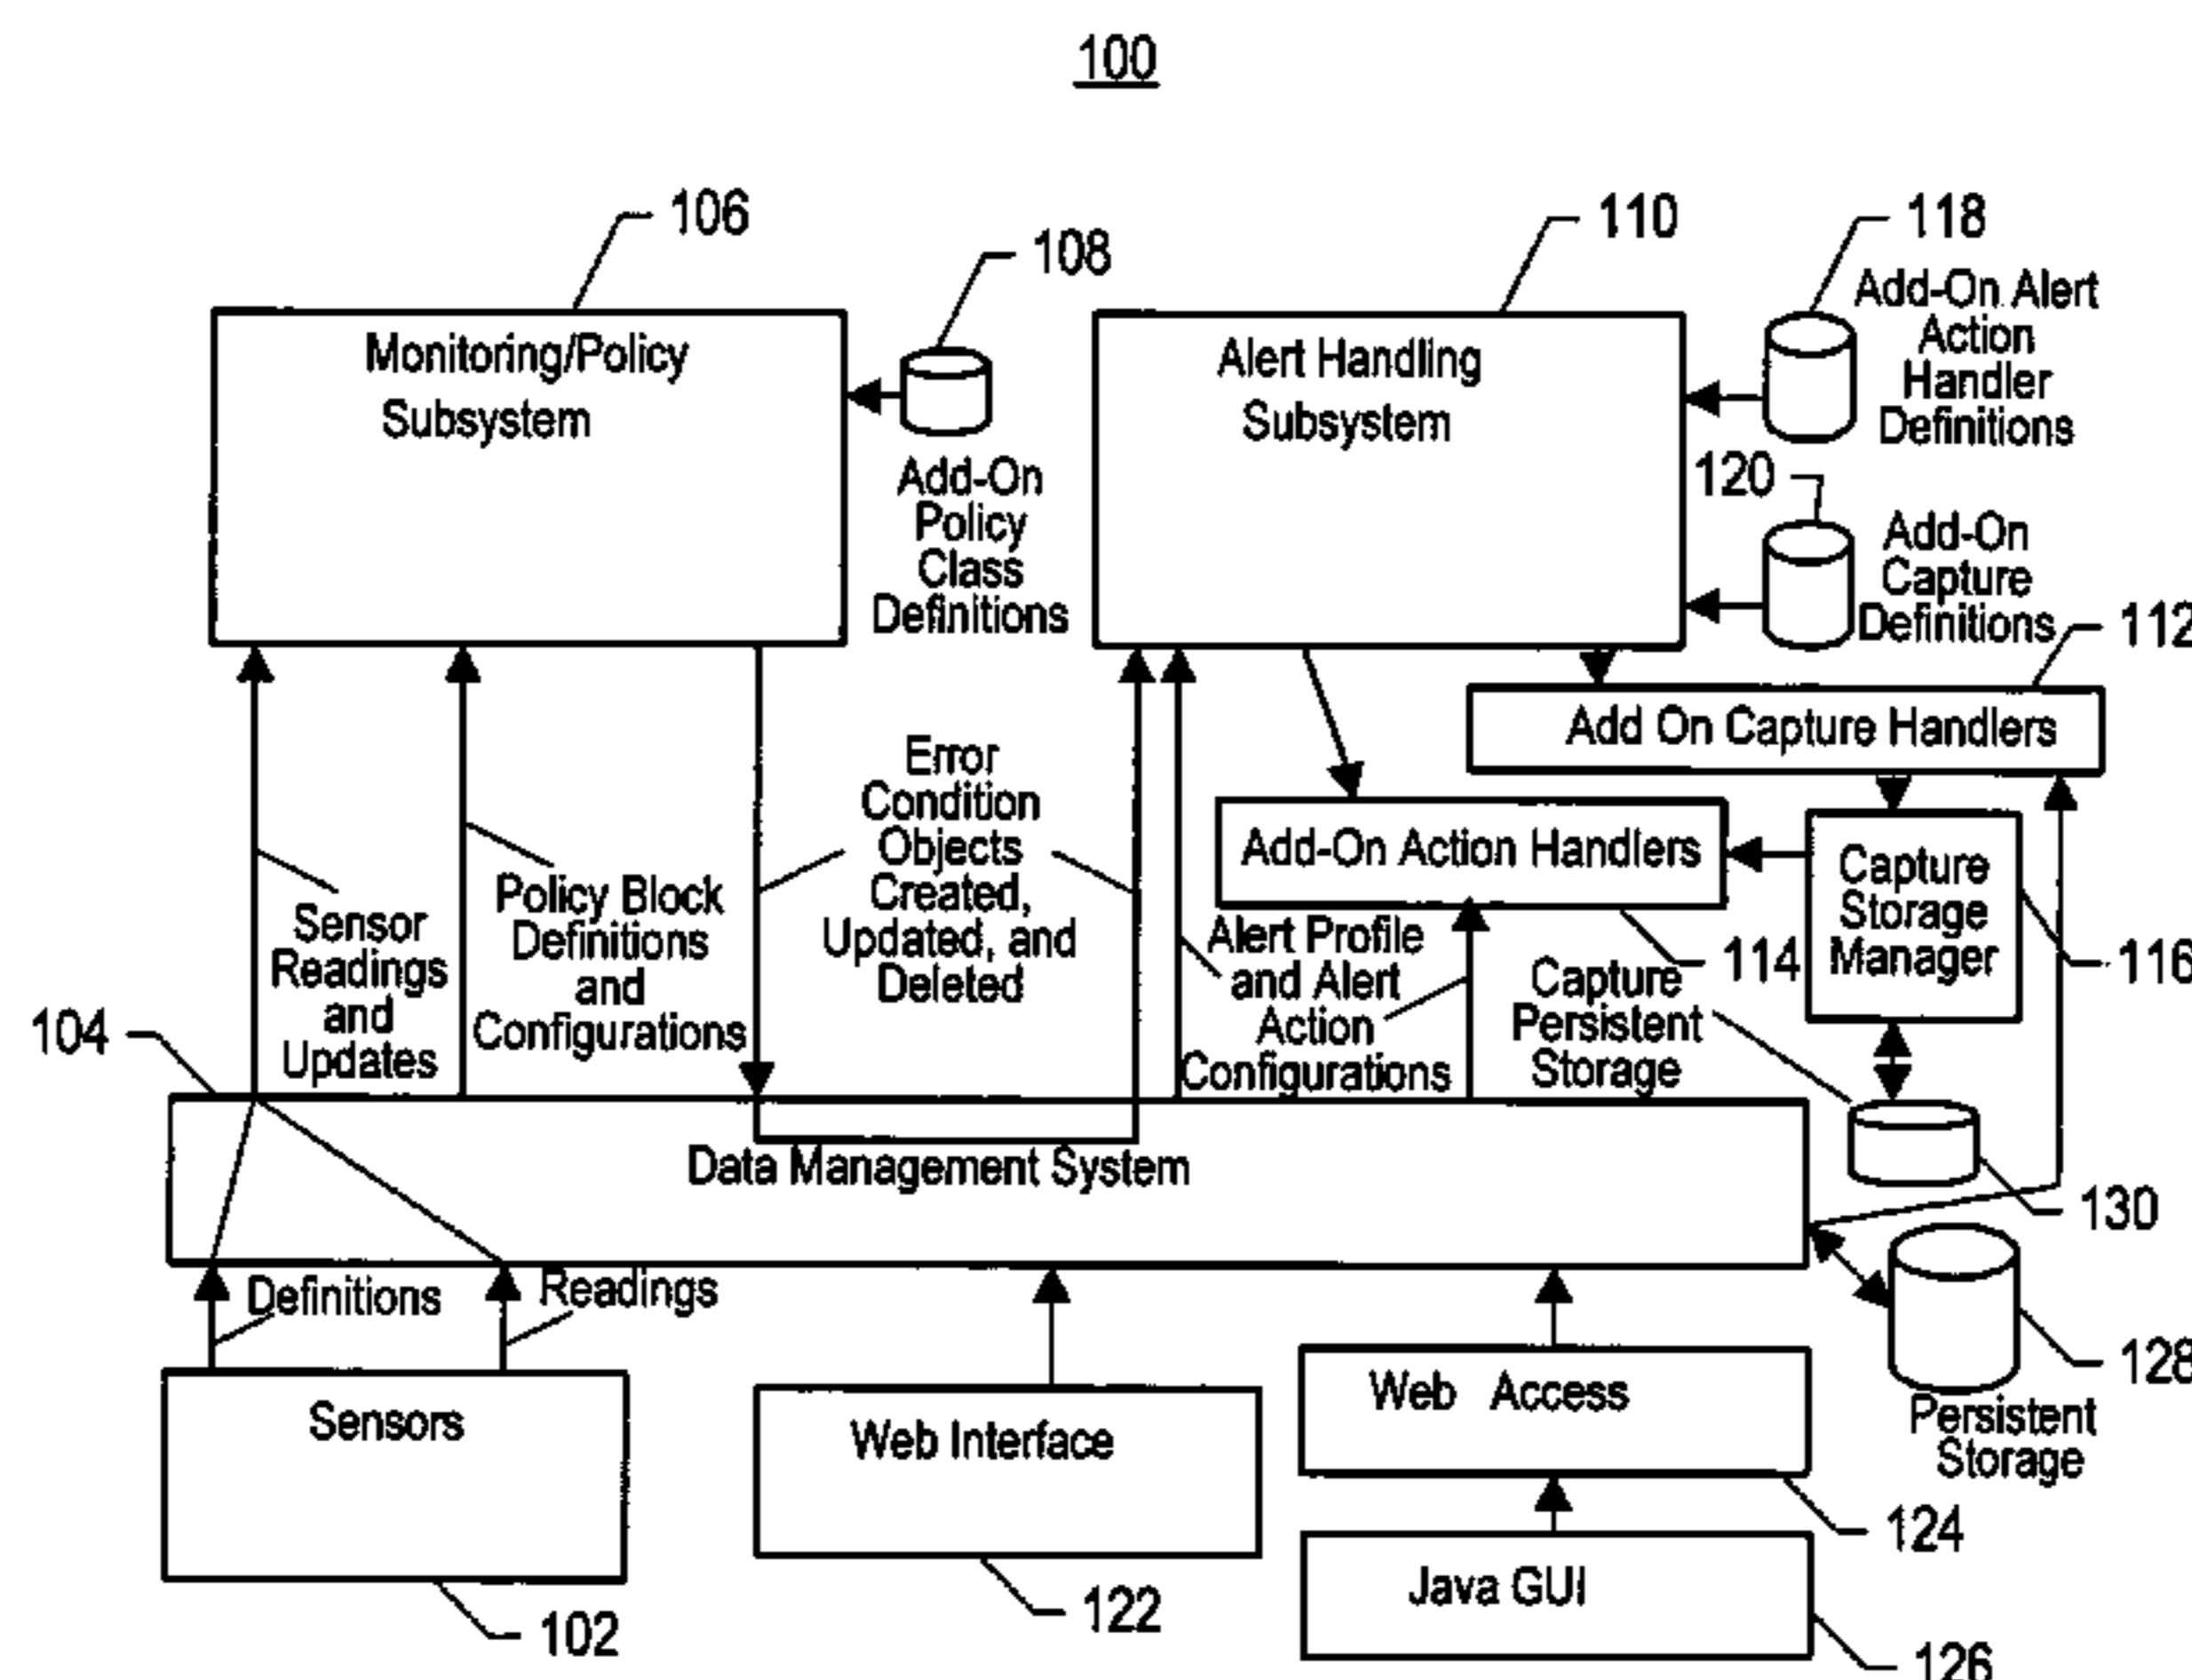 100
106
108
110
118
Monitoring/Policy
Subsystem
Add-On
Policy
Class
Definitions
Alert Handling
Subsystem
Add-On Alert
Action
Handler
Definitions
120
Add-On
Capture
Definitions
112
Add On Capture Handlers
Add-On Action Handlers
Capture
Storage
Manager
114
116
Error
Condition
Objects
Created,
Updated, and
Deleted
Sensor
Readings
and
Updates
Policy Block
Definitions
and
Configurations
Alert Profile
and Alert
Action
Configurations
Capture
Persistent
Storage
104
Data Management System
130
128
Persistent
Storage
Definitions
Readings
Sensors
102
Web Interface
122
Web Access
124
Java GUI
126